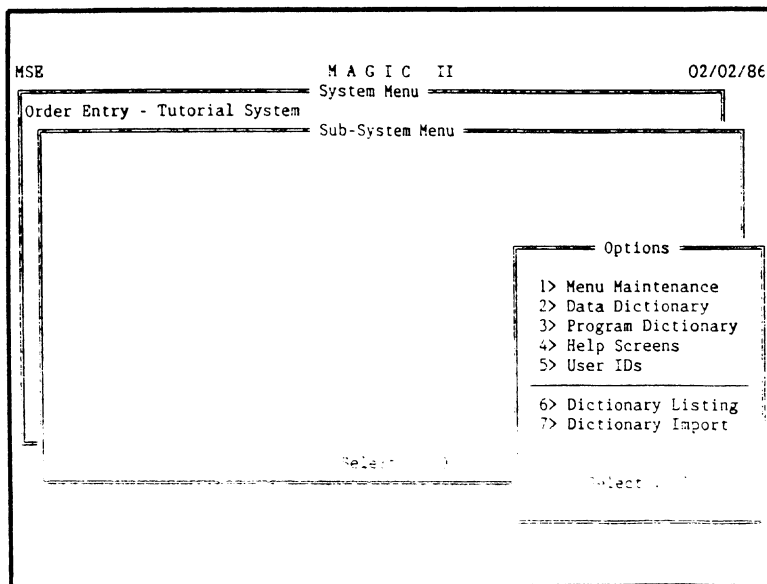 MSE M A G I C II 02/02/86
System Menu
Order Entry - Tutorial System
Sub-System Menu
Options
1> Menu Maintenance
2> Data Dictionary
3> Program Dictionary
4> Help Screens
5> User IDs
6> Dictionary Listing
7> Dictionary Import